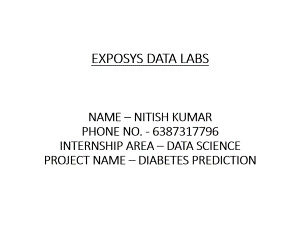 EXPOSYS DATA LABS
NAME – NITISH KUMAR
PHONE NO. - 6387317796
INTERNSHIP AREA – DATA SCIENCE
PROJECT NAME – DIABETES PREDICTION